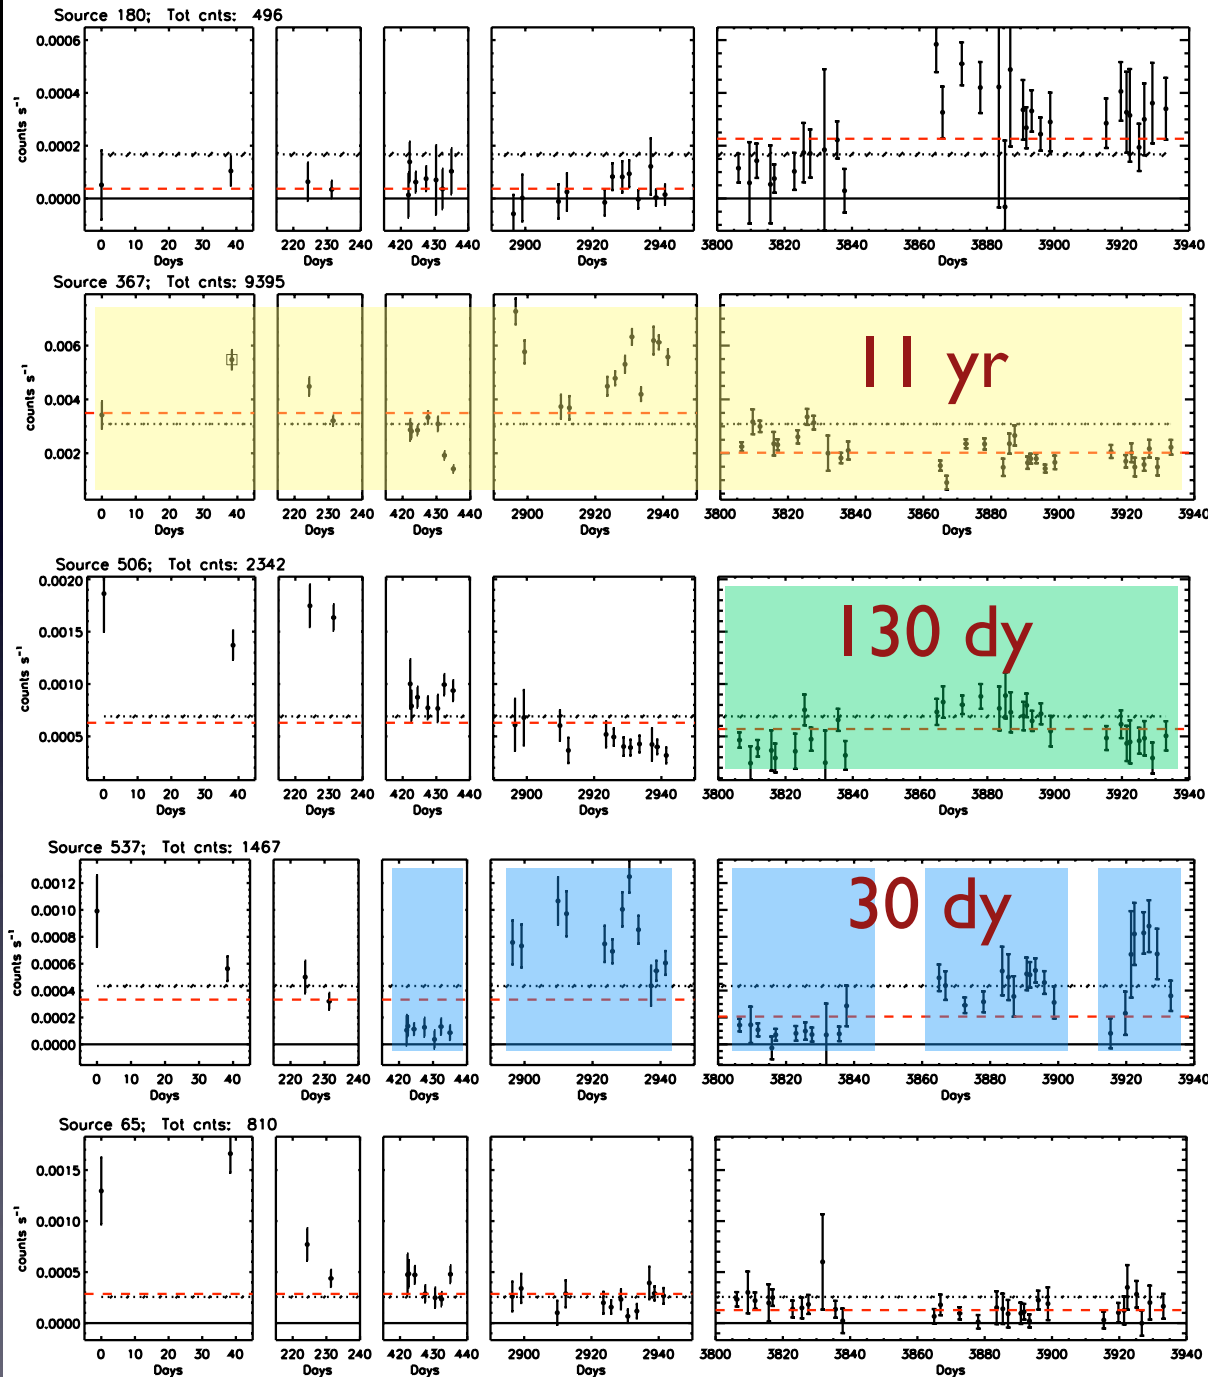 Source 180; Tot cnts: 496
counts s⁻¹
0.0006
0.0004
0.0002
0.0000
0 10 20 30 40
220 230 240
420 430 440
2900 2920 2940
3800 3820 3840 3860 3880 3900 3920 3940
Days Days Days Days Days
Source 367; Tot cnts: 9395
counts s⁻¹
0.006
0.004
0.002
11 yr
0 10 20 30 40
220 230 240
420 430 440
2900 2920 2940
3800 3820 3840 3860 3880 3900 3920 3940
Days Days Days Days Days
Source 506; Tot cnts: 2342
counts s⁻¹
0.0020
0.0015
0.0010
0.0005
130 dy
0 10 20 30 40
220 230 240
420 430 440
2900 2920 2940
3800 3820 3840 3860 3880 3900 3920 3940
Days Days Days Days Days
Source 537; Tot cnts: 1467
counts s⁻¹
0.0012
0.0010
0.0008
0.0006
0.0004
0.0002
0.0000
30 dy
0 10 20 30 40
220 230 240
420 430 440
2900 2920 2940
3800 3820 3840 3860 3880 3900 3920 3940
Days Days Days Days Days
Source 65; Tot cnts: 810
counts s⁻¹
0.0015
0.0010
0.0005
0.0000
0 10 20 30 40
220 230 240
420 430 440
2900 2920 2940
3800 3820 3840 3860 3880 3900 3920 3940
Days Days Days Days Days